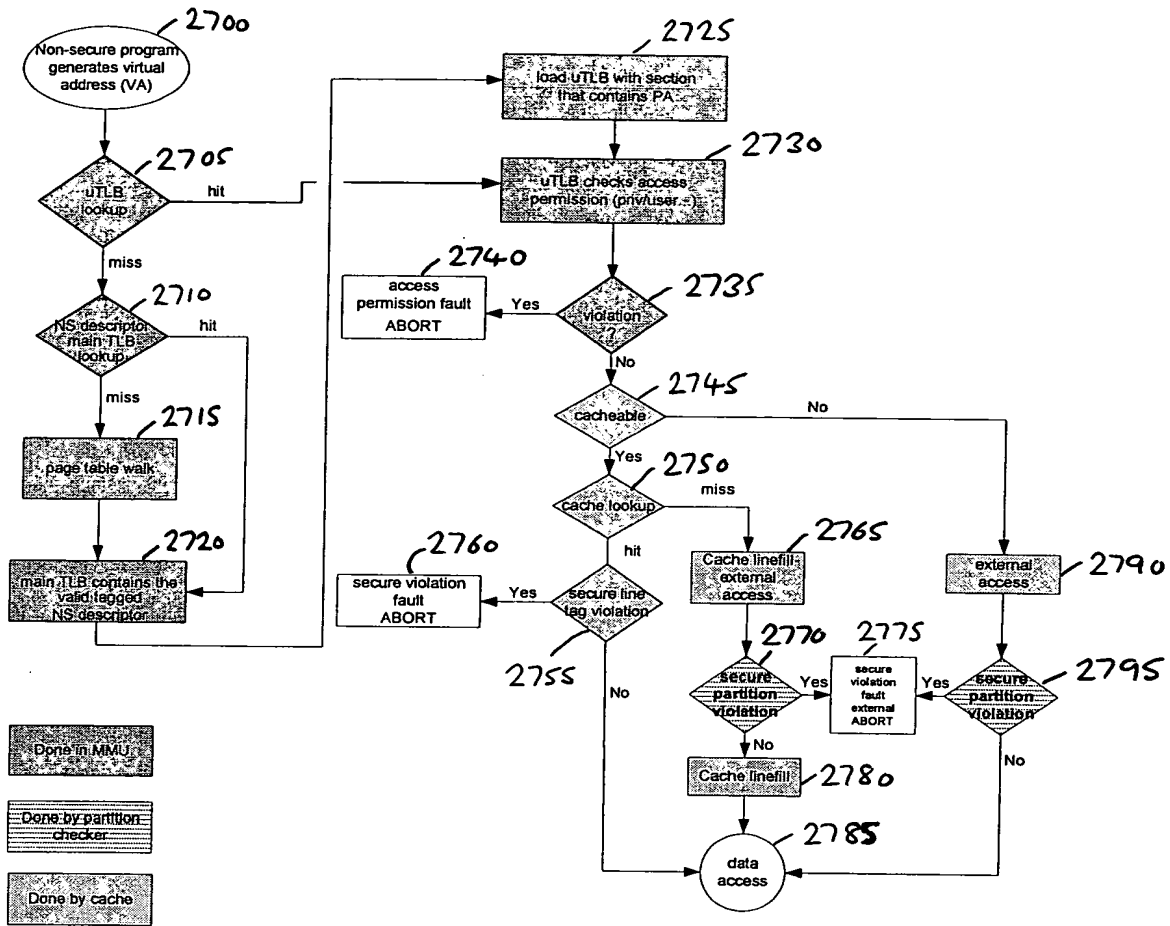 2700
Non-secure program
generates virtual
address (VA)
2705
uTLB
lookup
hit
miss
2710
NS descriptor
main TLB
lookup
hit
miss
2715
page table walk
2720
main TLB contains the
valid tagged
NS descriptor
2725
load uTLB with section
that contains PA
2730
uTLB checks access
permission (priv/user...)
2740
access
permission fault
ABORT
Yes
2735
violation
?
No
2745
cacheable
No
Yes
2750
cache lookup
miss
hit
2760
secure violation
fault
ABORT
Yes
secure line
tag violation
2755
No
2765
Cache linefill
external
access
2790
external
access
2770
secure
partition
violation
Yes
2775
secure
violation
fault
external
ABORT
Yes
2795
secure
partition
violation
No
No
Cache linefill
2780
2785
data
access
Done in MMU
Done by partition
checker
Done by cache